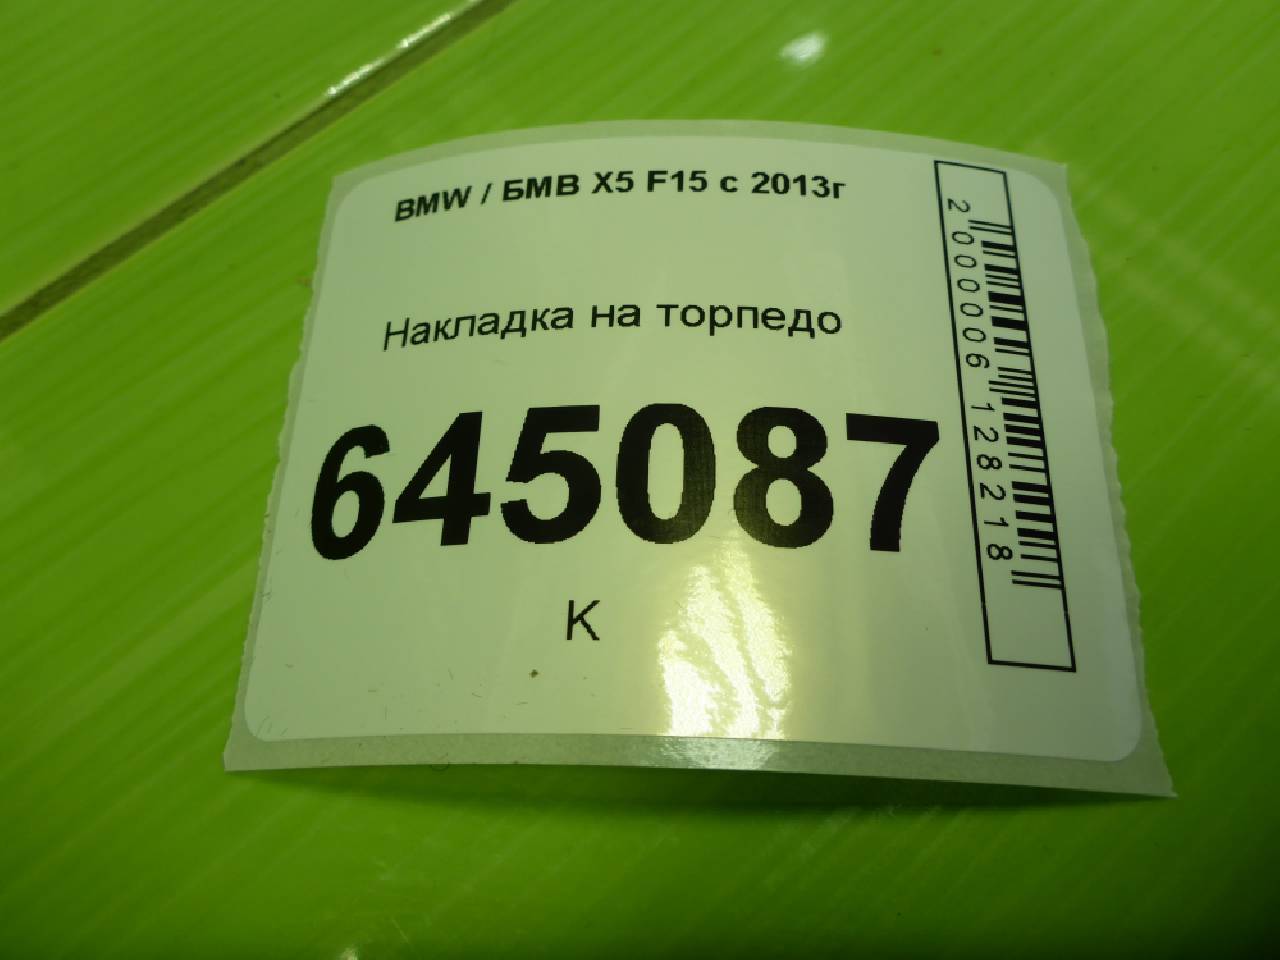 BMW / БМВ X5 F15 с 2013г
Накладка на торпедо
645087
К
2000006128218